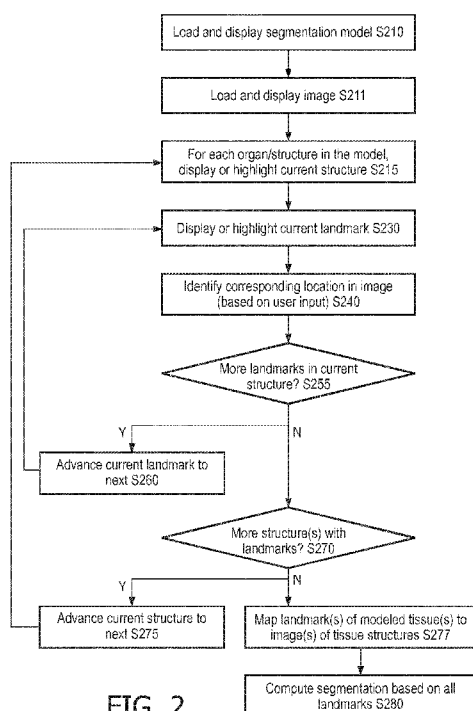 Load and display segmentation model S210
Load and display image S211
For each organ/structure in the model,
display or highlight current structure S215
Display or highlight current landmark S230
Identify corresponding location in image
(based on user input) S240
More landmarks in current
structure? S255
Y
N
Advance current landmark to
next S260
More structure(s) with
landmarks? S270
Y
N
Advance current structure to
next S275
Map landmark(s) of modeled tissue(s) to
image(s) of tissue structures S277
Compute segmentation based on all
landmarks S280
FIG. 2